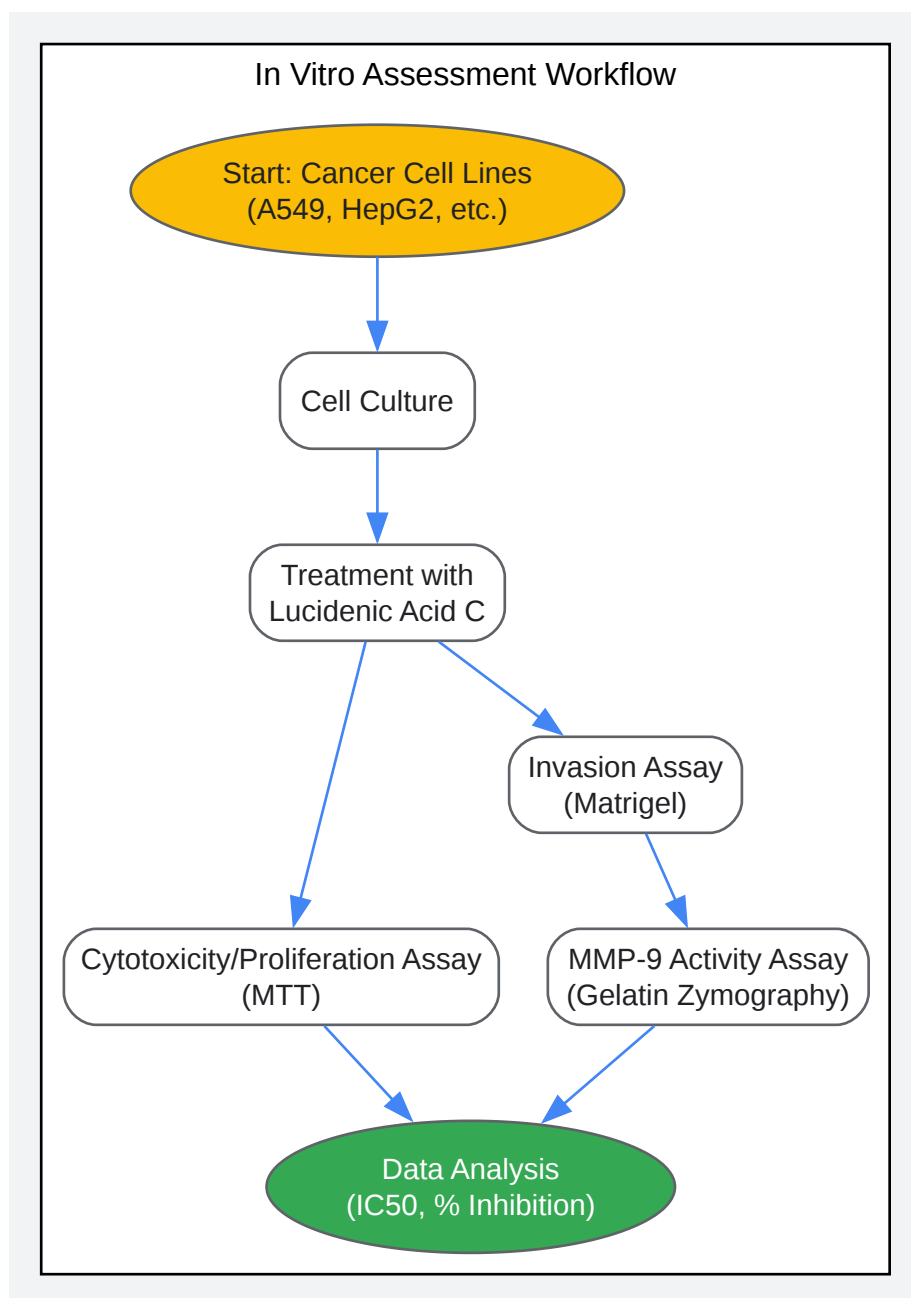 In Vitro Assessment Workflow
Start: Cancer Cell Lines
(A549, HepG2, etc.)
Cell Culture
Treatment with
Lucidenic Acid C
Invasion Assay
(Matrigel)
Cytotoxicity/Proliferation Assay
(MTT)
MMP-9 Activity Assay
(Gelatin Zymography)
Data Analysis
(IC50, % Inhibition)